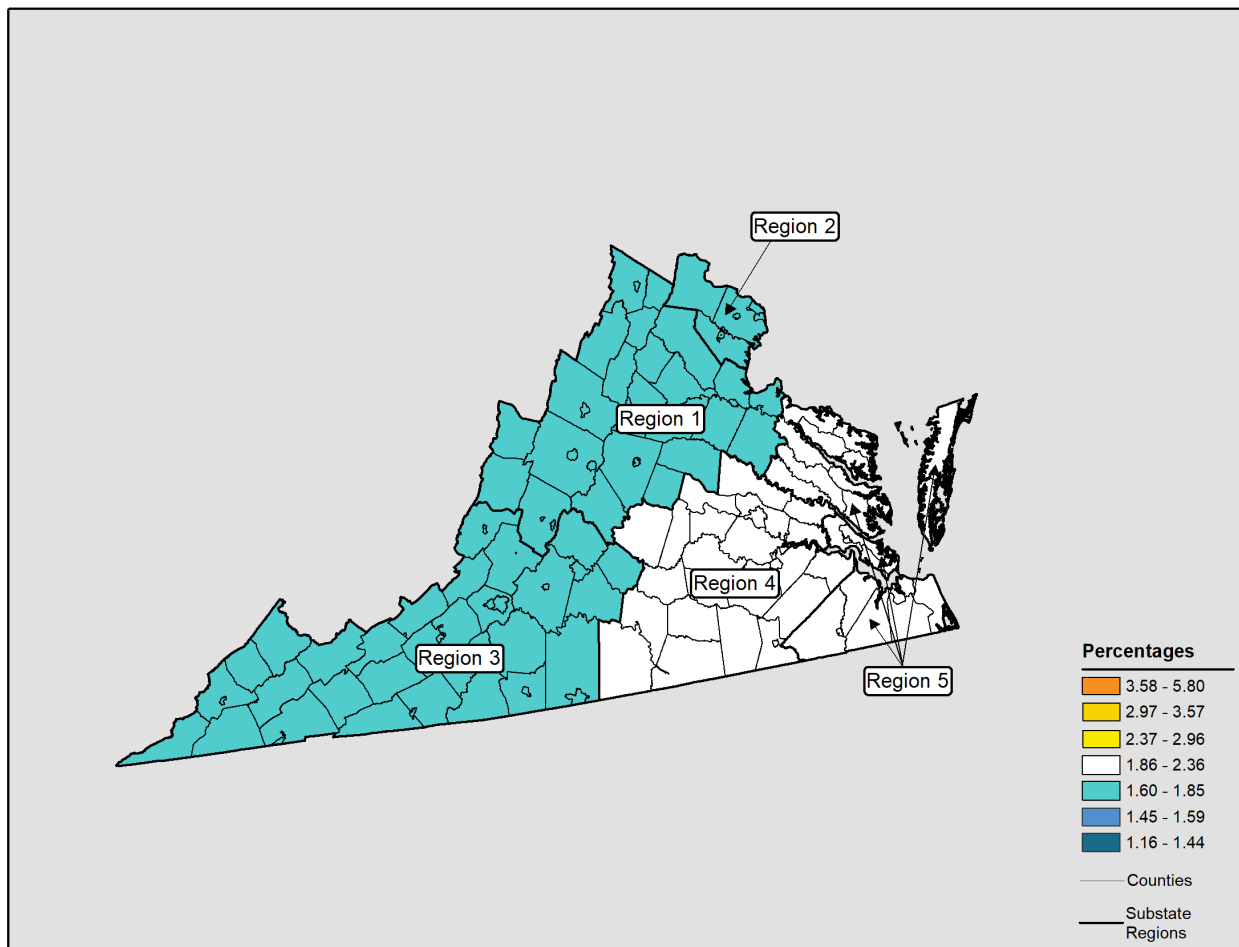 Region 2
Region 1
Region 4
Region 3
Region 5
Percentages
3.58 - 5.80
2.97 - 3.57
2.37 - 2.96
1.86 - 2.36
1.60 - 1.85
1.45 - 1.59
1.16 - 1.44
Counties
Substate
Regions